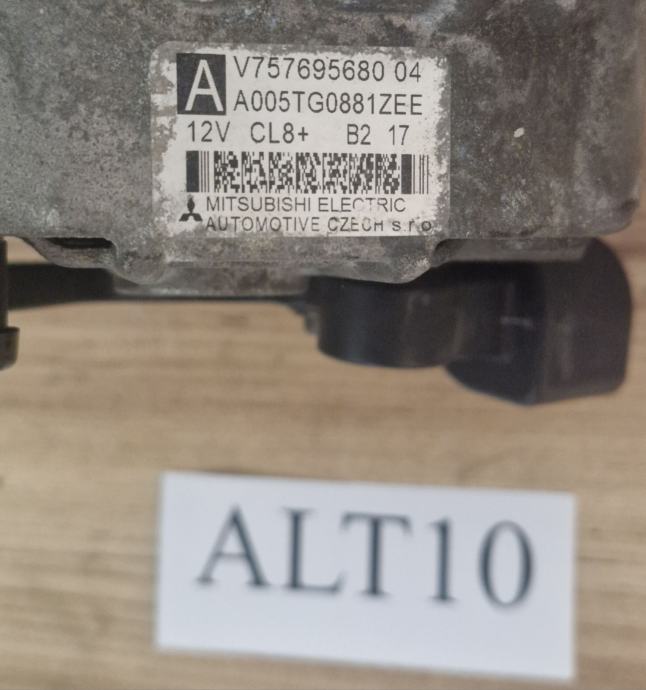 A V757695680 04
A005TG0881ZEE
12V CL8+ B2 17
MITSUBISHI ELECTRIC
AUTOMOTIVE CZECH s.r.o
ALT10